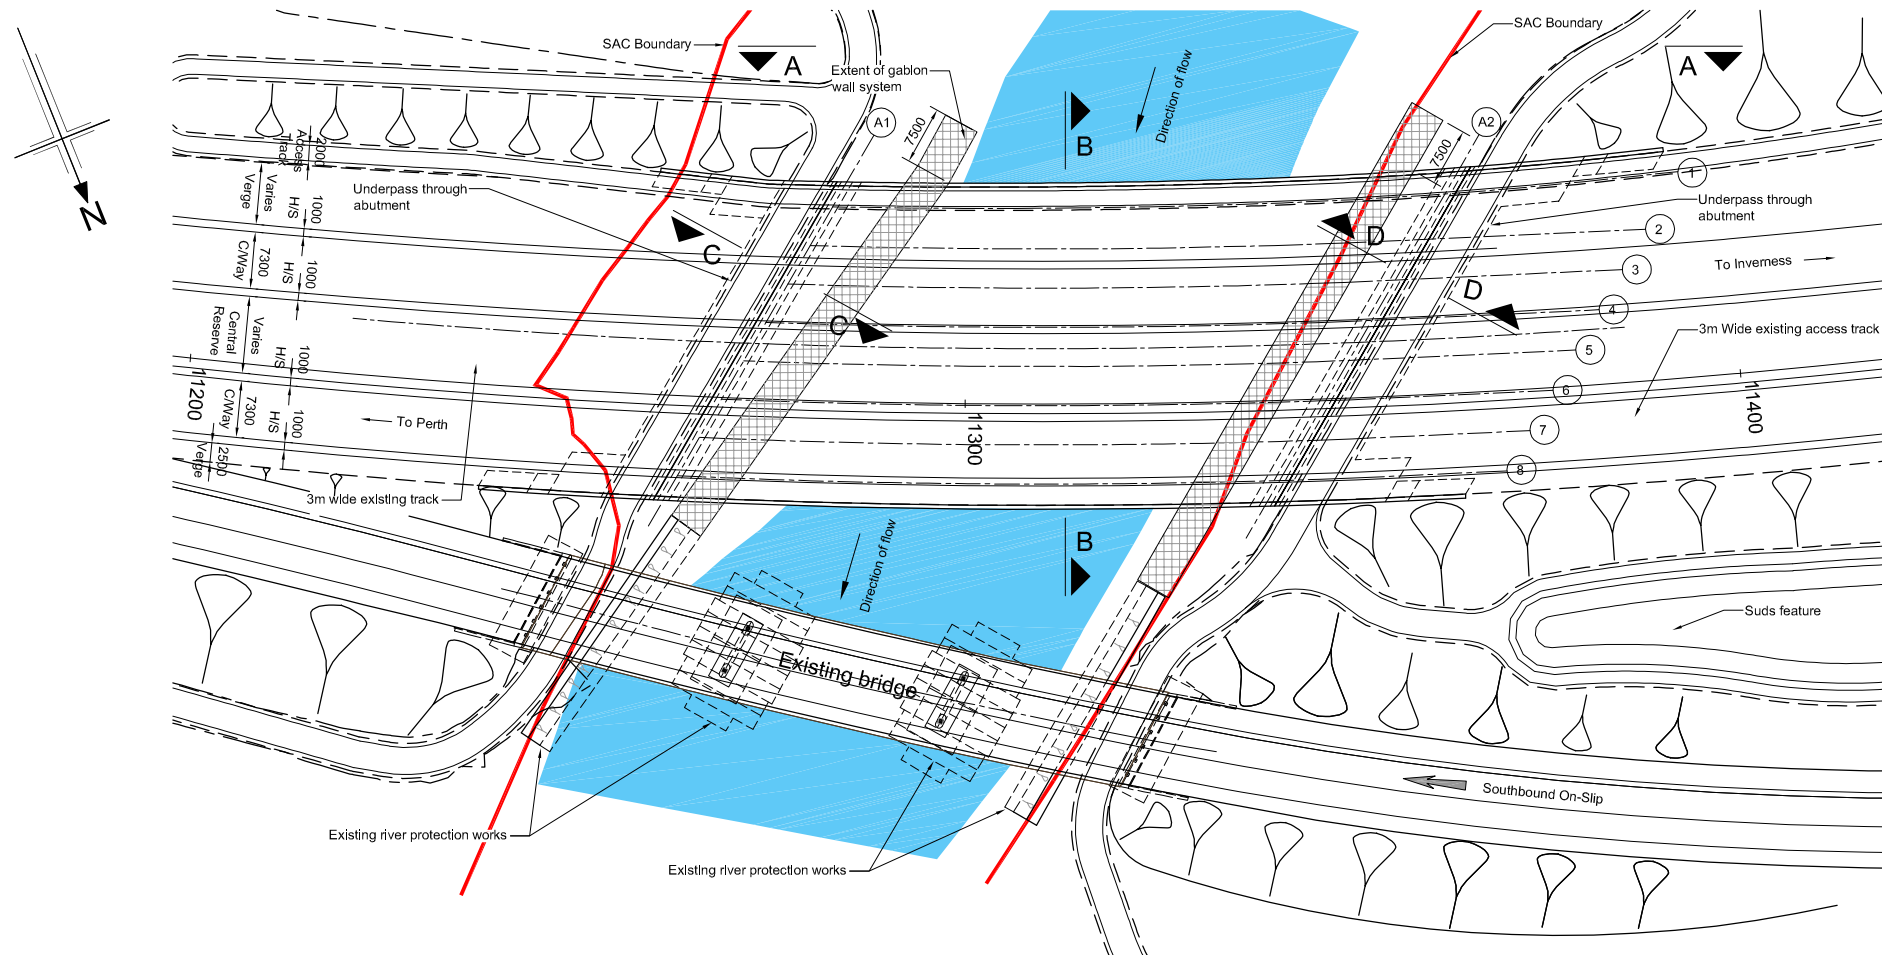 SAC Boundary
A
Extent of gabion
wall system
A1
7500
B
Direction of flow
SAC Boundary
A
A2
7500
1
2000
Access
Track
Varies
Verge
1000
H/S
Underpass through
abutment
C
D
Underpass through
abutment
2
3
To Inverness
7300
C/Way
1000
H/S
C
D
4
3m Wide existing access track
5
Varies
Central
Reserve
1000
H/S
11200
11300
11400
6
7
8
7300
C/Way
1000
H/S
To Perth
2500
Verge
3m wide existing track
N
Direction of flow
B
Suds feature
Existing bridge
Southbound On-Slip
Existing river protection works
Existing river protection works